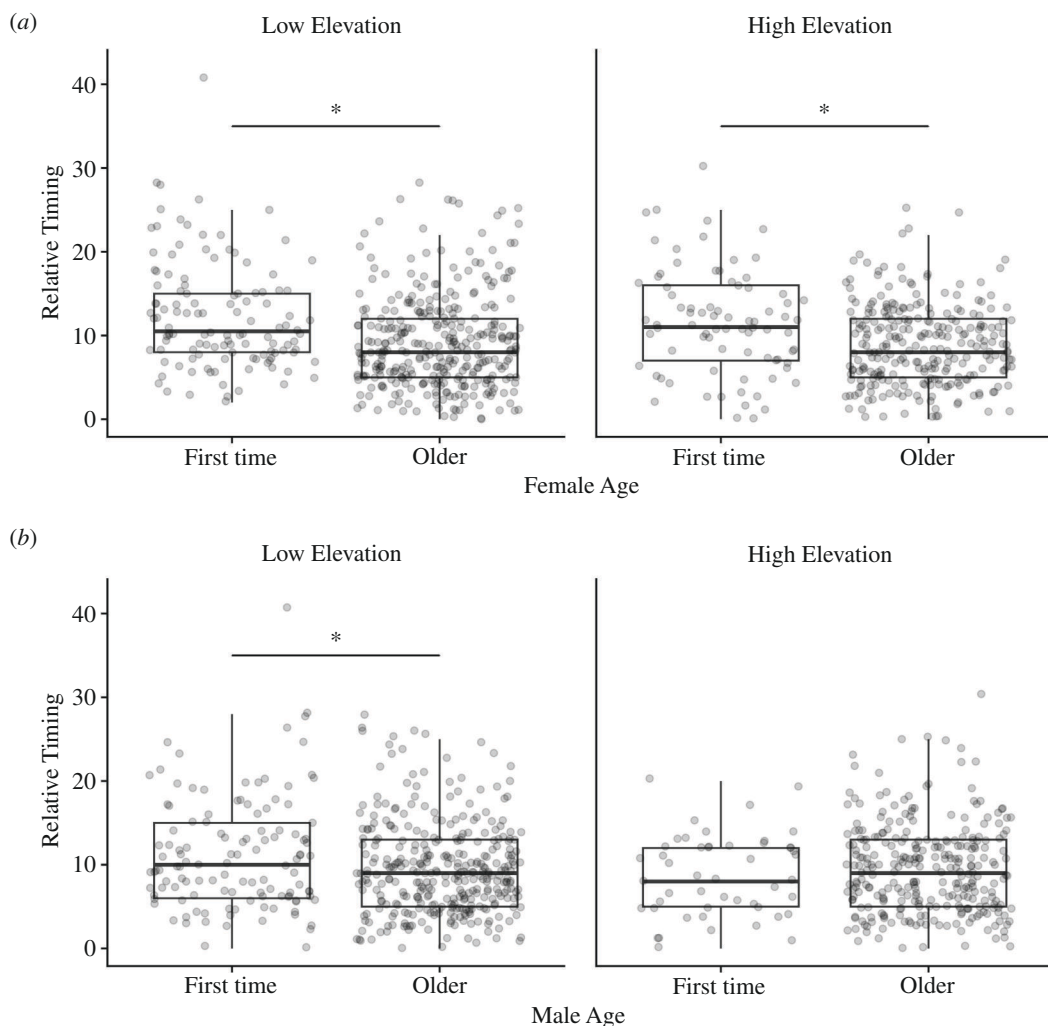 (a)
Low Elevation
High Elevation
*
*
40
30
20
10
0
Relative Timing
First time
Older
First time
Older
Female Age
(b)
Low Elevation
High Elevation
*
40
30
20
10
0
Relative Timing
First time
Older
First time
Older
Male Age